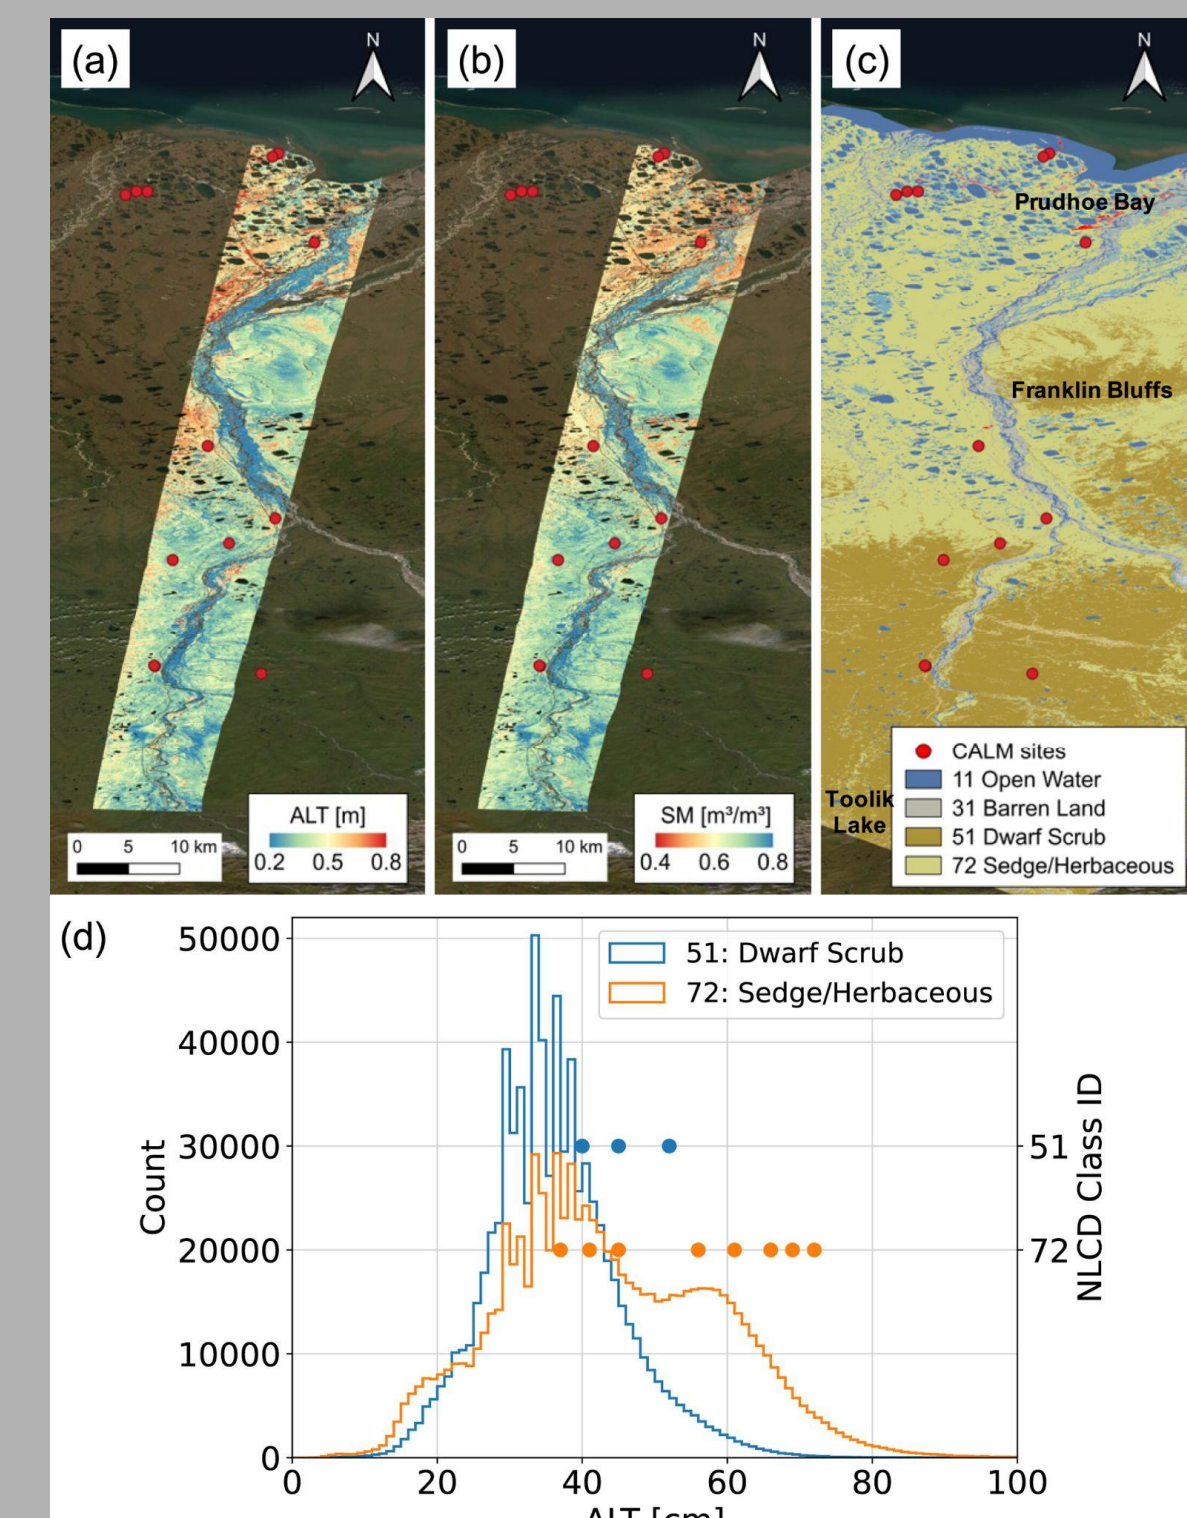 (a)
N
(b)
N
(c)
N
Prudhoe Bay
Franklin Bluffs
Toolik
Lake
ALT [m]
0.2 0.5 0.8
0 5 10 km
SM [m³/m³]
0.4 0.6 0.8
0 5 10 km
CALM sites
11 Open Water
31 Barren Land
51 Dwarf Scrub
72 Sedge/Herbaceous
(d)
51: Dwarf Scrub
72: Sedge/Herbaceous
50000
40000
30000
20000
10000
0
Count
51
72
NLCD Class ID
0 20 40 60 80 100
ALT [cm]